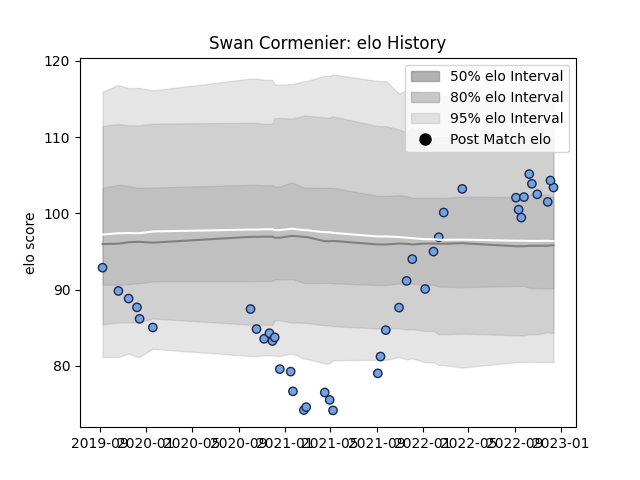 Swan Cormenier: elo History
120
110
100
90
80
elo score
50% elo Interval
80% elo Interval
95% elo Interval
Post Match elo
2019-09 2020-01 2020-05 2020-09 2021-01 2021-05 2021-09 2022-01 2022-05 2022-09 2023-01